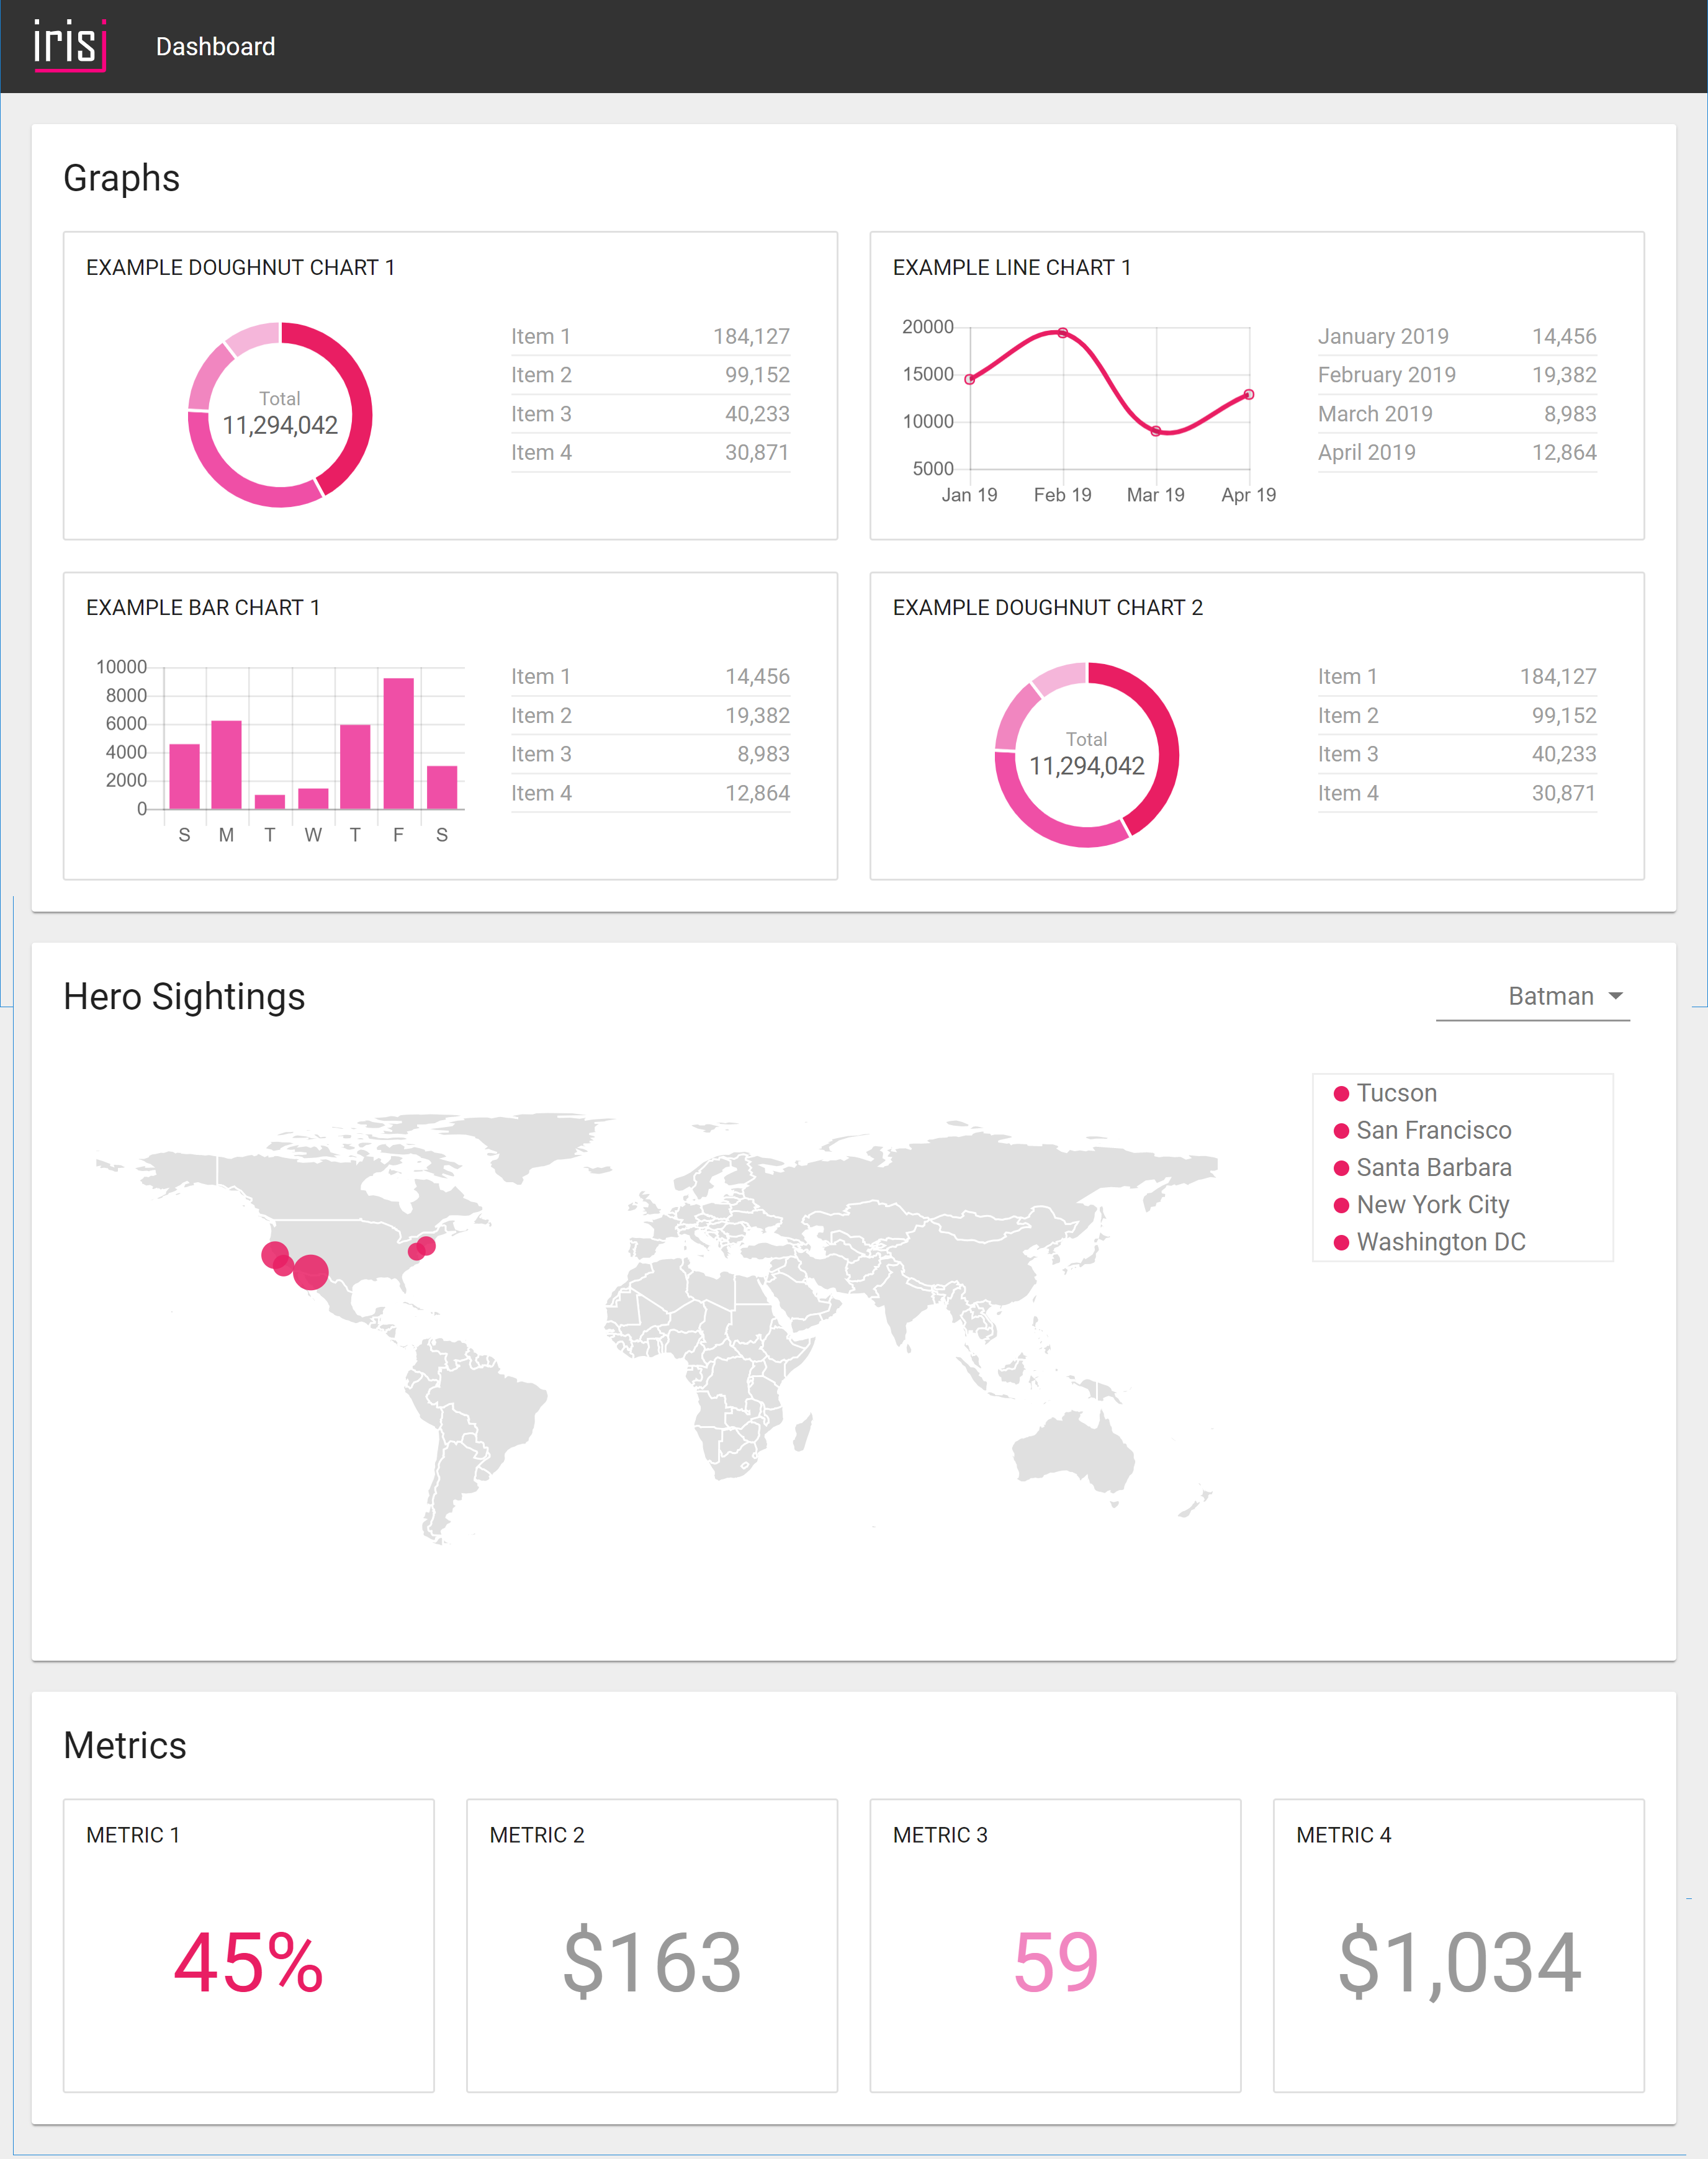 iris
Dashboard
Graphs
EXAMPLE DOUGHNUT CHART 1
Total
11,294,042
Item 1 184,127
Item 2 99,152
Item 3 40,233
Item 4 30,871
EXAMPLE LINE CHART 1
20000
15000
10000
5000
Jan 19 Feb 19 Mar 19 Apr 19
January 2019 14,456
February 2019 19,382
March 2019 8,983
April 2019 12,864
EXAMPLE BAR CHART 1
10000
8000
6000
4000
2000
0
S M T W T F S
Item 1 14,456
Item 2 19,382
Item 3 8,983
Item 4 12,864
EXAMPLE DOUGHNUT CHART 2
Total
11,294,042
Item 1 184,127
Item 2 99,152
Item 3 40,233
Item 4 30,871
Hero Sightings
Batman
Tucson
San Francisco
Santa Barbara
New York City
Washington DC
Metrics
METRIC 1
45%
METRIC 2
$163
METRIC 3
59
METRIC 4
$1,034